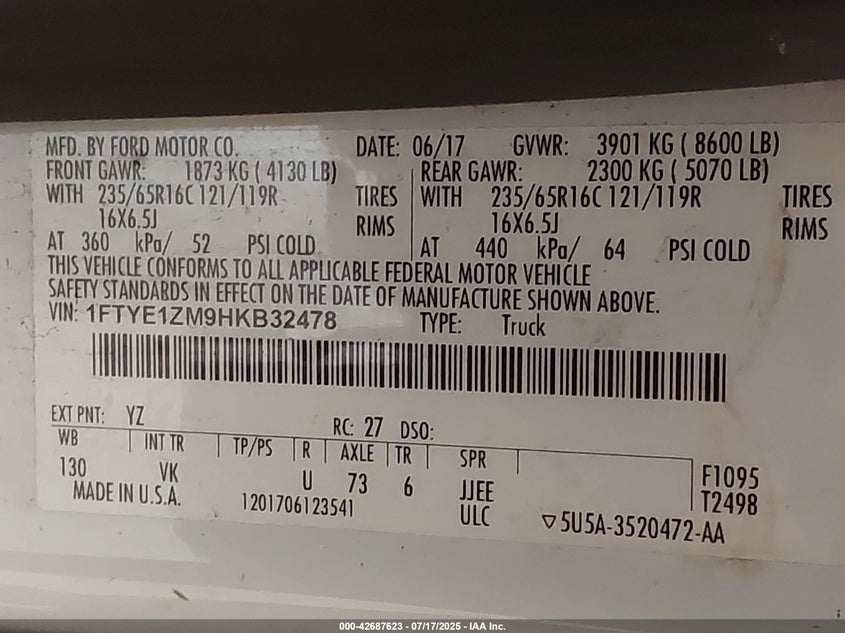 MFD. BY FORD MOTOR CO. DATE: 06/17 GVWR: 3901 KG ( 8600 LB)
FRONT GAWR: 1873 KG ( 4130 LB) REAR GAWR: 2300 KG ( 5070 LB)
WITH 235/65R16C 121/119R TIRES WITH 235/65R16C 121/119R TIRES
16X6.5J RIMS 16X6.5J RIMS
AT 360 kPa/ 52 PSI COLD AT 440 kPa/ 64 PSI COLD
THIS VEHICLE CONFORMS TO ALL APPLICABLE FEDERAL MOTOR VEHICLE
SAFETY STANDARDS IN EFFECT ON THE DATE OF MANUFACTURE SHOWN ABOVE.
VIN: 1FTYE1ZM9HKB32478 TYPE: Truck
EXT PNT: YZ RC: 27 DSO:
WB INT TR TP/PS R AXLE TR SPR
130 VK U 73 6 JJEE F1095
MADE IN U.S.A. 1201706123541 ULC T2498
▽5U5A-3520472-AA
000-42687623 - 07/17/2025 - IAA Inc.